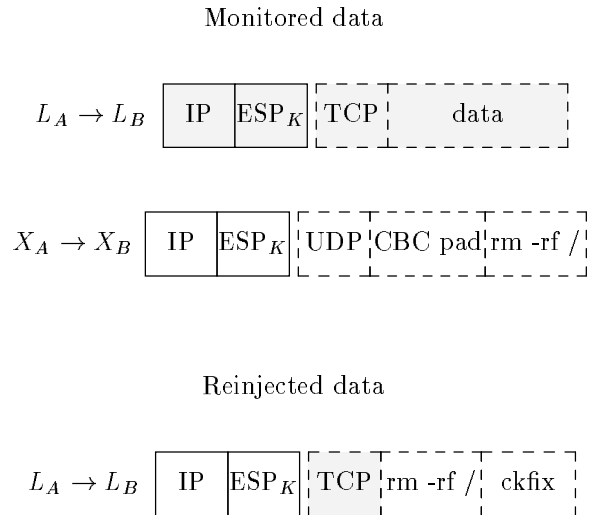 Monitored data
L_A → L_B IP ESP_K TCP data
X_A → X_B IP ESP_K UDP CBC pad rm -rf /
Reinjected data
L_A → L_B IP ESP_K TCP rm -rf / ckfix